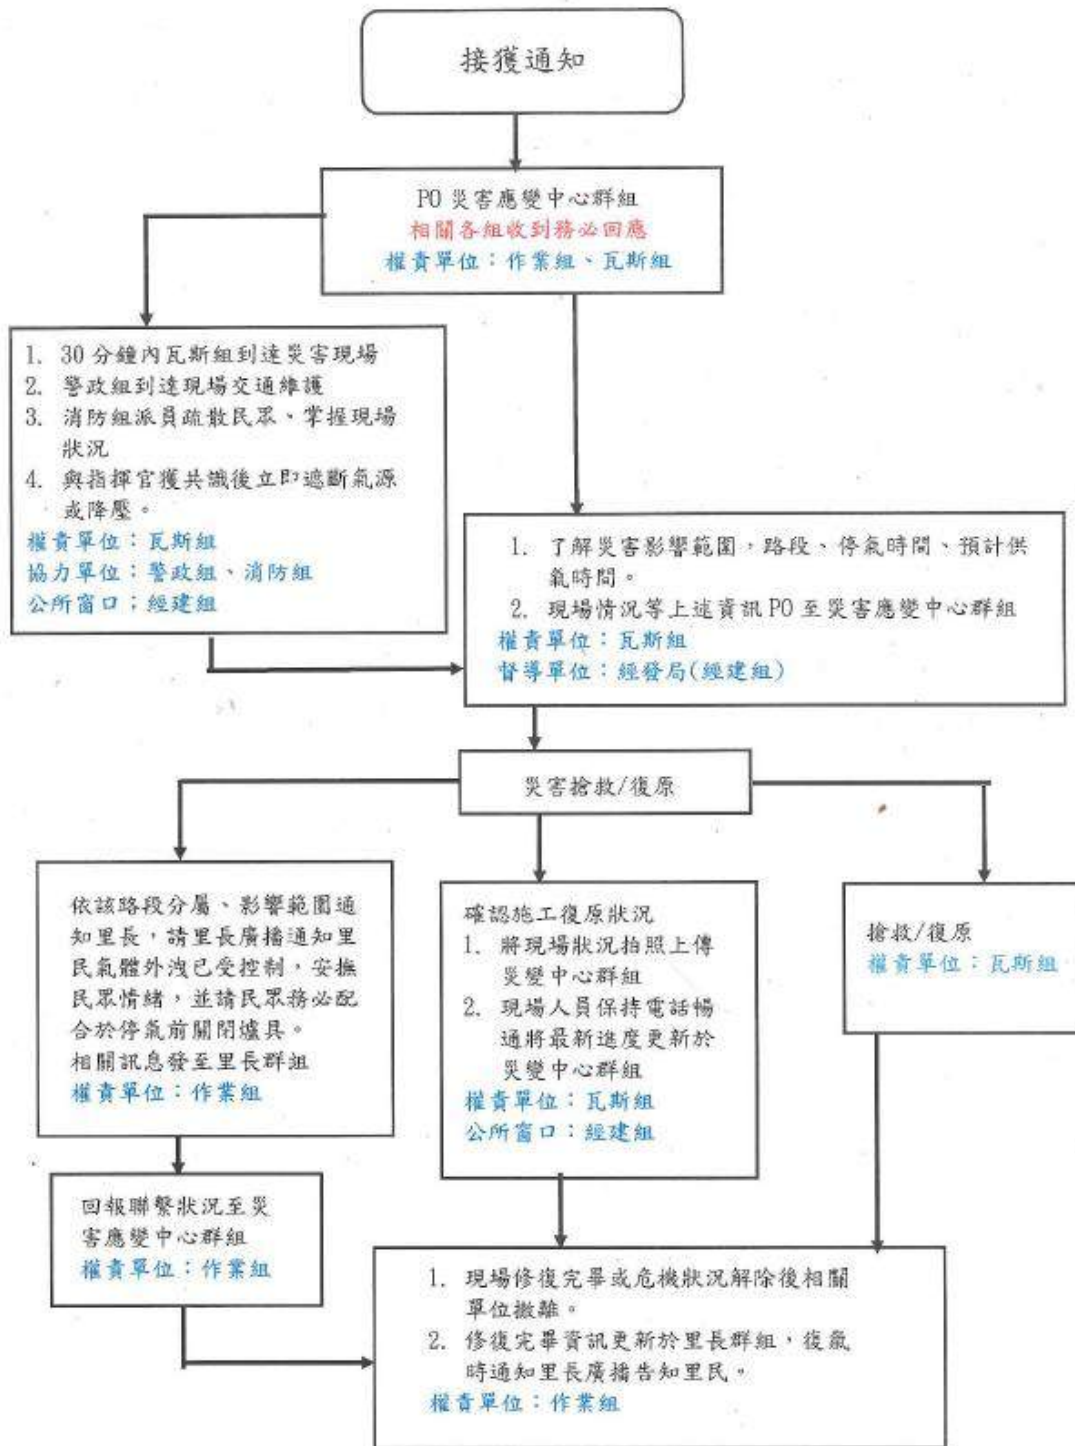 接獲通知
PO 災害應變中心群組
相關各組收到務必回應
權責單位：作業組、瓦斯組
1. 30 分鐘內瓦斯組到達災害現場
2. 警政組到達現場交通維護
3. 消防組派員疏散民眾、掌握現場
狀況
4. 與指揮官獲共識後立即遮斷氣源
或降壓。
權責單位：瓦斯組
協力單位：警政組、消防組
公所窗口：經建組
1. 了解災害影響範圍，路段、停氣時間、預計供
氣時間。
2. 現場情況等上述資訊 PO 至災害應變中心群組
權責單位：瓦斯組
督導單位：經發局(經建組)
災害搶救/復原
依該路段分屬、影響範圍通
知里長，請里長廣播通知里
民氣體外洩已受控制，安撫
民眾情緒，並請民眾務必配
合於停氣前關閉爐具。
相關訊息發至里長群組
權責單位：作業組
確認施工復原狀況
1. 將現場狀況拍照上傳
災變中心群組
2. 現場人員保持電話暢
通將最新進度更新於
災變中心群組
權責單位：瓦斯組
公所窗口：經建組
搶救/復原
權責單位：瓦斯組
回報聯繫狀況至災
害應變中心群組
權責單位：作業組
1. 現場修復完畢或危機狀況解除後相關
單位撤離。
2. 修復完畢資訊更新於里長群組，復氣
時通知里長廣播告知里民。
權責單位：作業組